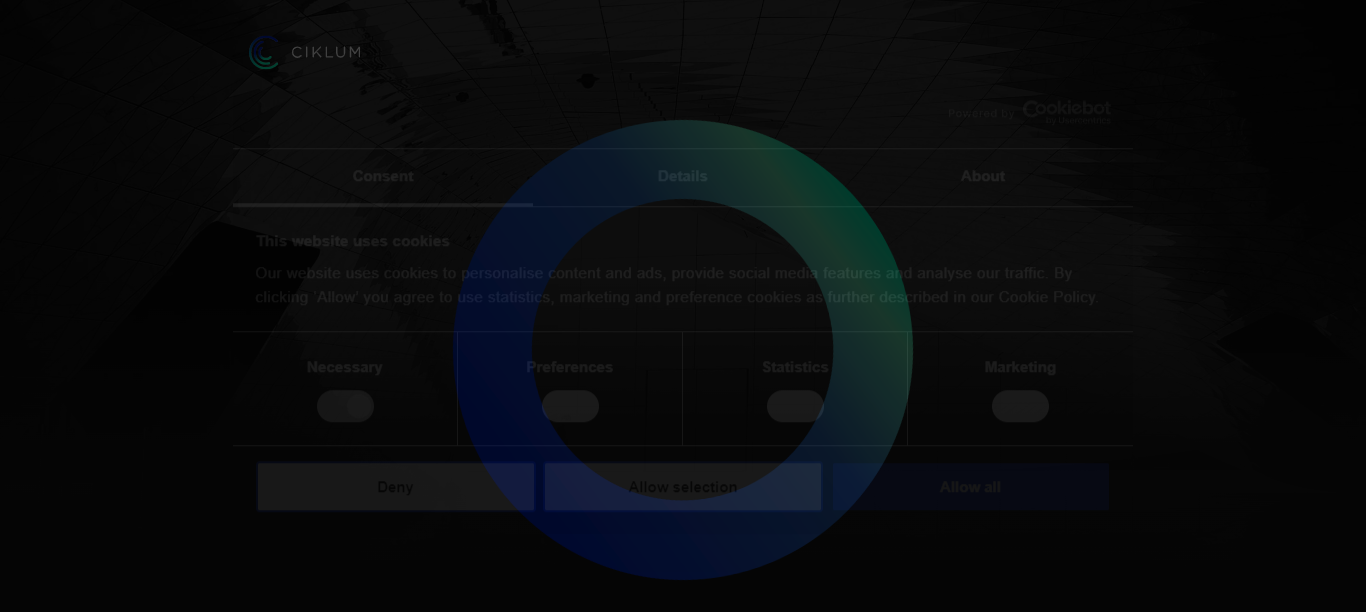 CIKLUM
Powered by Cookiebot
by Usercentrics
Consent Details About
This website uses cookies
Our website uses cookies to personalise content and ads, provide social media features and analyse our traffic. By
clicking 'Allow' you agree to use statistics, marketing and preference cookies as further described in our Cookie Policy.
Necessary Preferences Statistics Marketing
Deny Allow selection Allow all